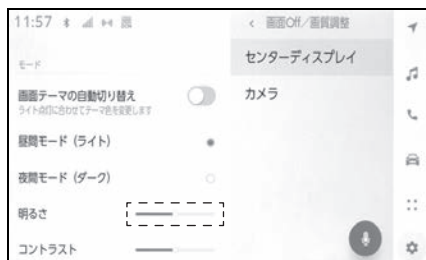 11:57
モード
画面テーマの自動切り替え
ライト点灯に合わせてテーマ色を変更します
昼間モード (ライト)
夜間モード (ダーク)
明るさ
コントラスト
< 画面Off/画質調整
センターディスプレイ
カメラ